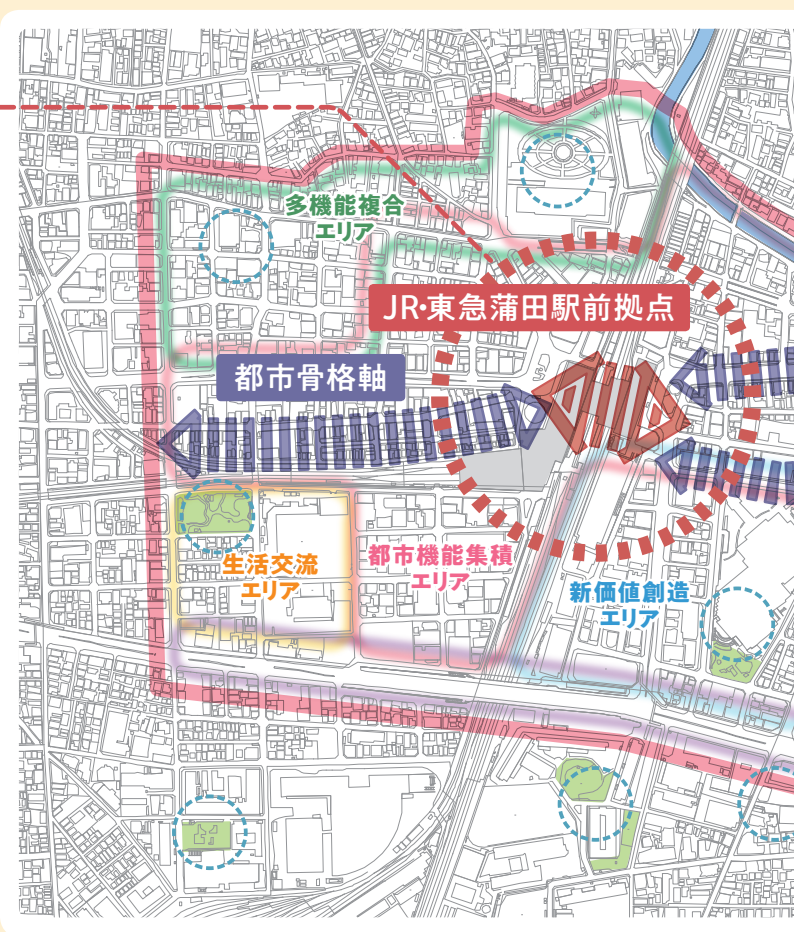 多機能複合
エリア
JR・東急蒲田駅前拠点
都市骨格軸
生活交流
エリア
都市機能集積
エリア
新価値創造
エリア